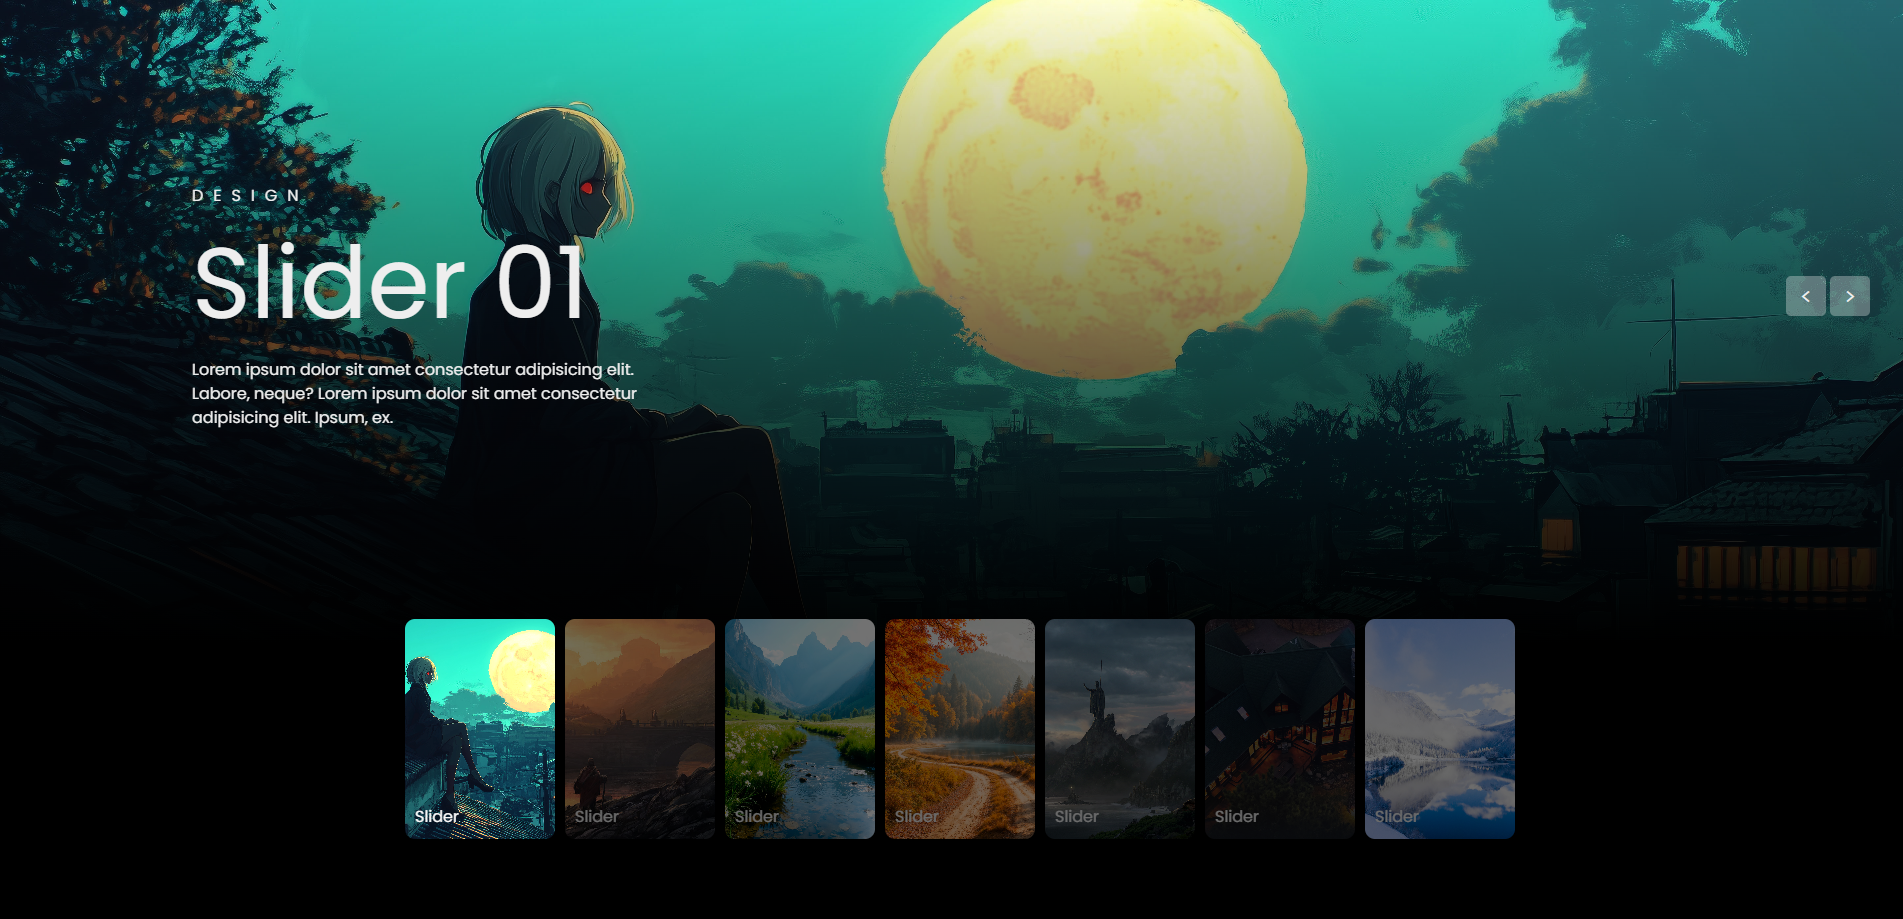 DESIGN
Slider 01
Lorem ipsum dolor sit amet consectetur adipisicing elit.
Labore, neque? Lorem ipsum dolor sit amet consectetur
adipisicing elit. Ipsum, ex.
< >
Slider Slider Slider Slider Slider Slider Slider